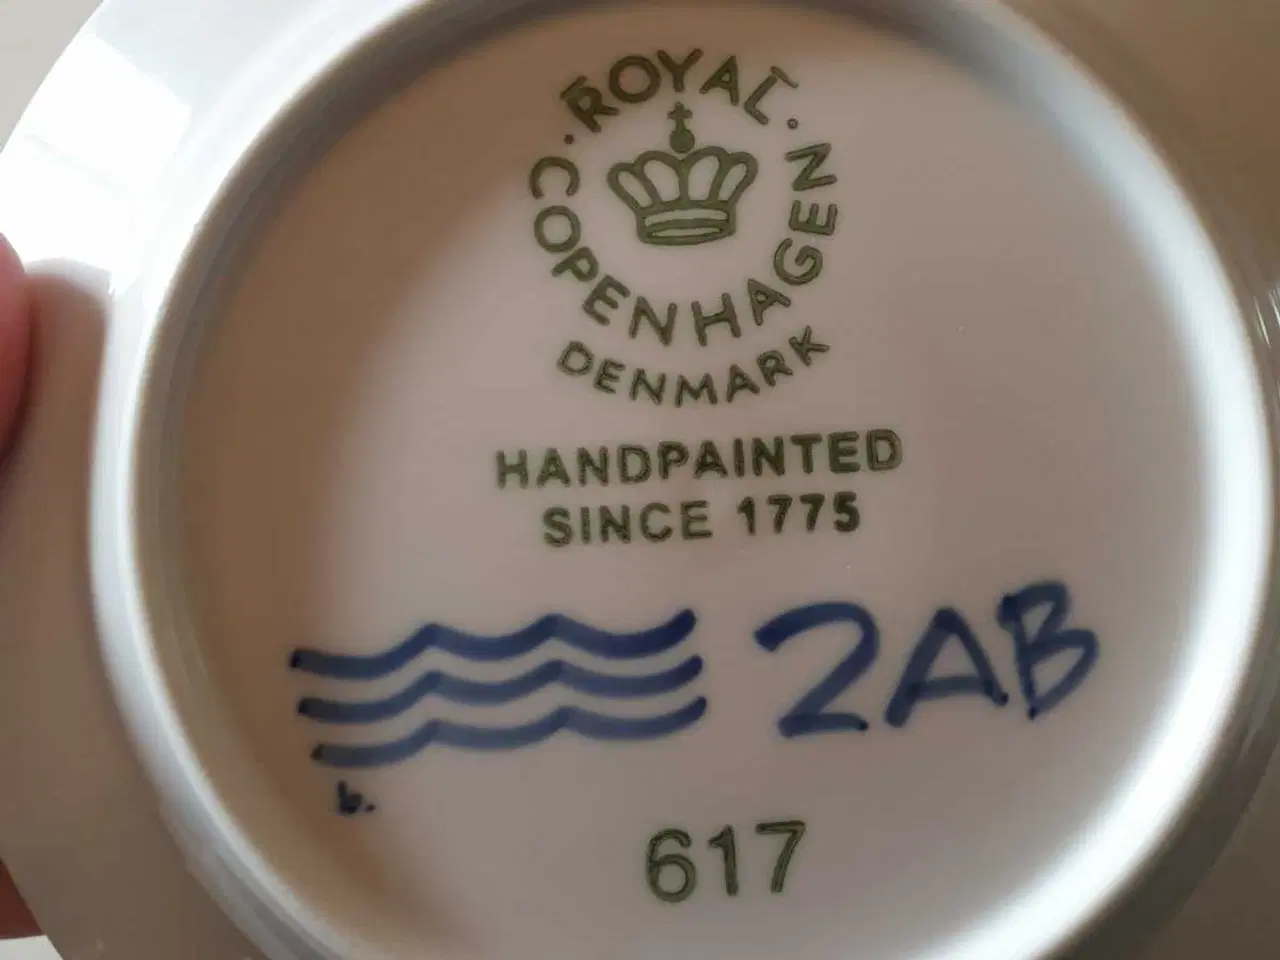 ROYAL
COPENHAGEN
DENMARK
HANDPAINTED
SINCE 1775
2AB
b.
617